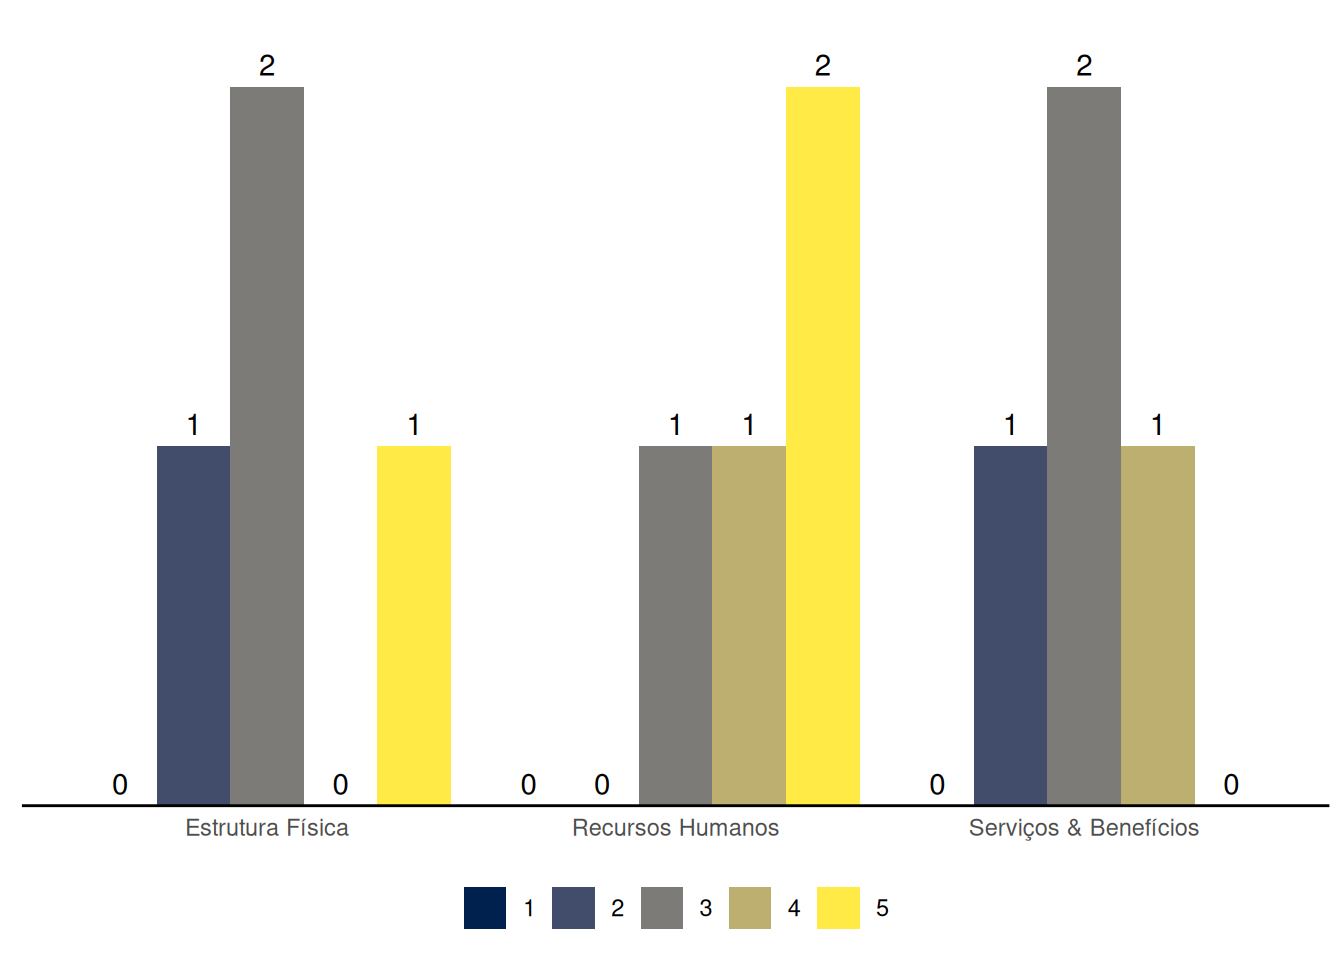 2 2 2
1 1 1 1 1 1
0 0 0 0 0 0
Estrutura Física Recursos Humanos Serviços & Benefícios
1 2 3 4 5